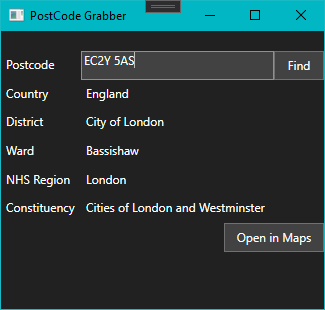 PostCode Grabber
Postcode EC2Y 5AS Find
Country England
District City of London
Ward Bassishaw
NHS Region London
Constituency Cities of London and Westminster
Open in Maps